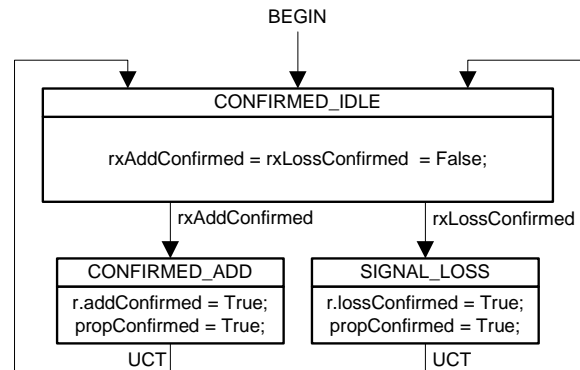 BEGIN
CONFIRMED_IDLE
rxAddConfirmed = rxLossConfirmed = False;
rxAddConfirmed rxLossConfirmed
CONFIRMED_ADD SIGNAL_LOSS
r.addConfirmed = True; r.lossConfirmed = True;
propConfirmed = True; propConfirmed = True;
UCT UCT